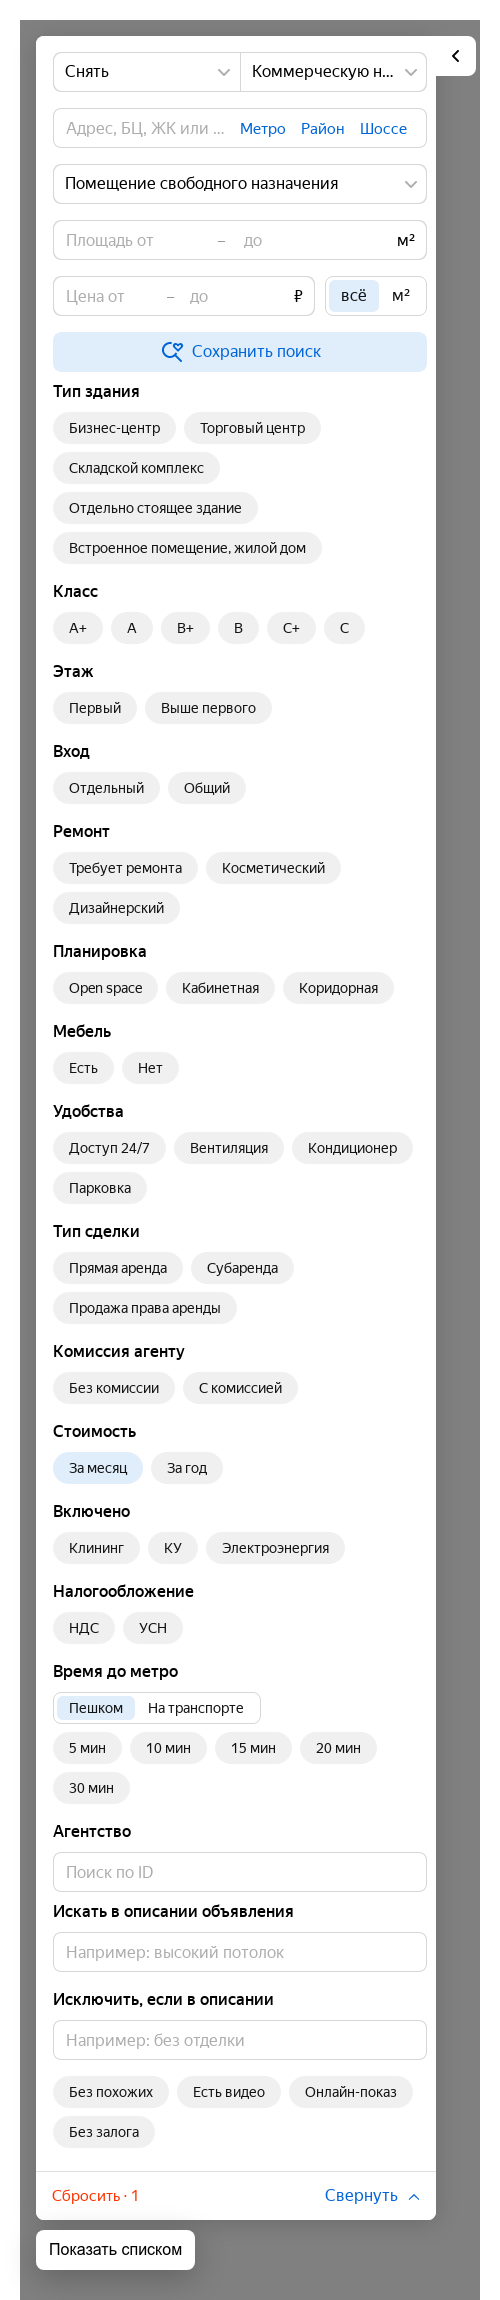 Снять Коммерческую н...
Адрес, БЦ, ЖК или ... Метро Район Шоссе
Помещение свободного назначения
Площадь от – до м²
Цена от – до ₽ всё м²
Сохранить поиск
Тип здания
Бизнес-центр Торговый центр
Складской комплекс
Отдельно стоящее здание
Встроенное помещение, жилой дом
Класс
A+ A B+ B C+ C
Этаж
Первый Выше первого
Вход
Отдельный Общий
Ремонт
Требует ремонта Косметический
Дизайнерский
Планировка
Open space Кабинетная Коридорная
Мебель
Есть Нет
Удобства
Доступ 24/7 Вентиляция Кондиционер
Парковка
Тип сделки
Прямая аренда Субаренда
Продажа права аренды
Комиссия агенту
Без комиссии С комиссией
Стоимость
За месяц За год
Включено
Клининг КУ Электроэнергия
Налогообложение
НДС УСН
Время до метро
Пешком На транспорте
5 мин 10 мин 15 мин 20 мин
30 мин
Агентство
Поиск по ID
Искать в описании объявления
Например: высокий потолок
Исключить, если в описании
Например: без отделки
Без похожих Есть видео Онлайн-показ
Без залога
Сбросить · 1 Свернуть
Показать списком